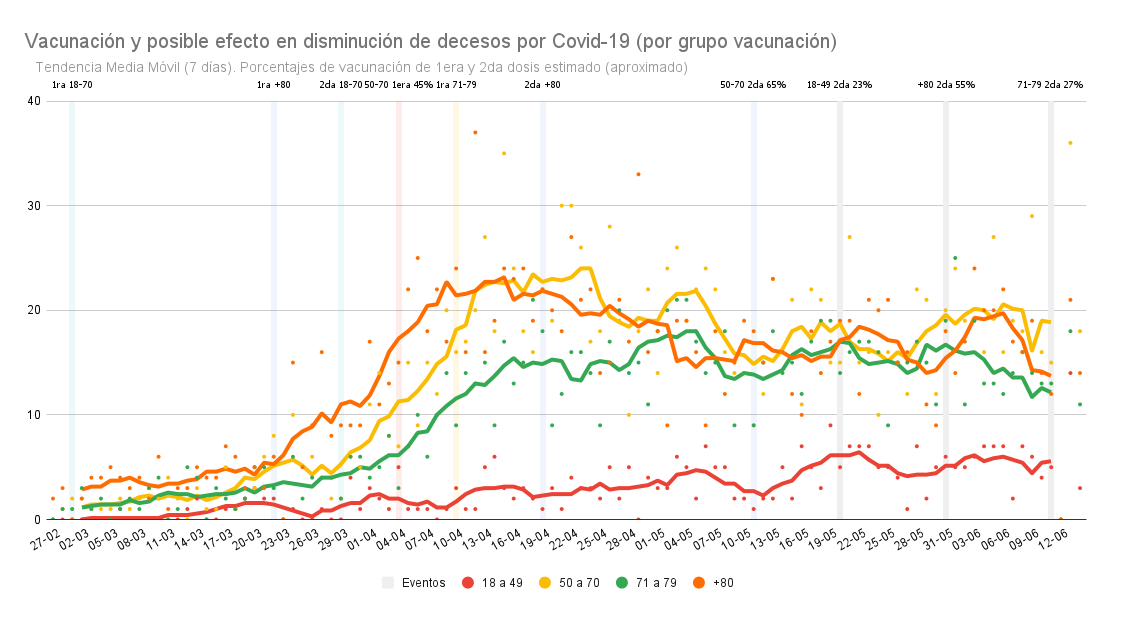 Vacunación y posible efecto en disminución de decesos por Covid-19 (por grupo vacunación)
Tendencia Media Móvil (7 días). Porcentajes de vacunación de 1era y 2da dosis estimado (aproximado)
1ra 18-70 1ra +80 2da 18-70 50-70 1era 45% 1ra 71-79 2da +80 50-70 2da 65% 18-49 2da 23% +80 2da 55% 71-79 2da 27%
40
30
20
10
0
27-02 02-03 05-03 08-03 11-03 14-03 17-03 20-03 23-03 26-03 29-03 01-04 04-04 07-04 10-04 13-04 16-04 19-04 22-04 25-04 28-04 01-05 04-05 07-05 10-05 13-05 16-05 19-05 22-05 25-05 28-05 31-05 03-06 06-06 09-06 12-06
Eventos 18 a 49 50 a 70 71 a 79 +80